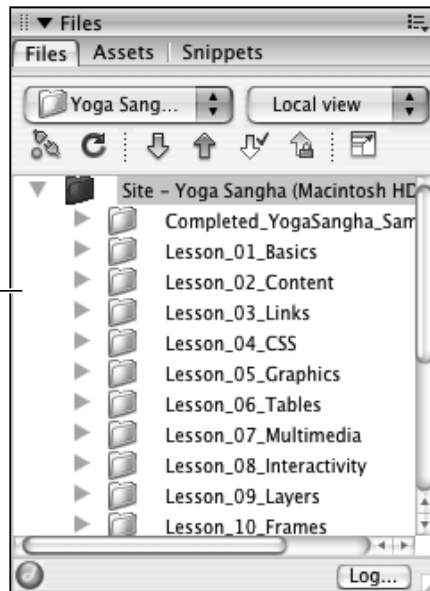 Files
Files Assets Snippets
Yoga Sang... Local view
Site – Yoga Sangha (Macintosh HD
Completed_YogaSangha_Sam
Lesson_01_Basics
Lesson_02_Content
Lesson_03_Links
Lesson_04_CSS
Lesson_05_Graphics
Lesson_06_Tables
Lesson_07_Multimedia
Lesson_08_Interactivity
Lesson_09_Layers
Lesson_10_Frames
Log...